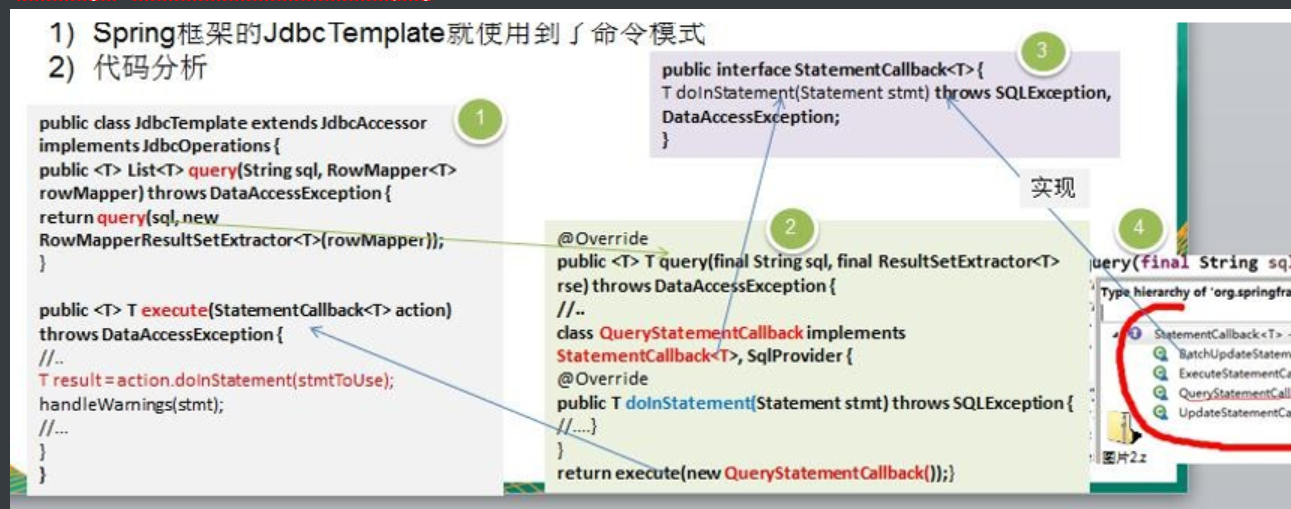 1) Spring框架的JdbcTemplate就使用到了命令模式
2) 代码分析
1
public class JdbcTemplate extends JdbcAccessor
implements JdbcOperations {
public <T> List<T> query(String sql, RowMapper<T>
rowMapper) throws DataAccessException {
return query(sql, new
RowMapperResultSetExtractor<T>(rowMapper));
}
public <T> T execute(StatementCallback<T> action)
throws DataAccessException {
//..
T result = action.doInStatement(stmtToUse);
handleWarnings(stmt);
//...
}
}
2
@Override
public <T> T query(final String sql, final ResultSetExtractor<T>
rse) throws DataAccessException {
//..
class QueryStatementCallback implements
StatementCallback<T>, SqlProvider {
@Override
public T doInStatement(Statement stmt) throws SQLException {
//....}
}
return execute(new QueryStatementCallback());}
3
public interface StatementCallback<T> {
T doInStatement(Statement stmt) throws SQLException,
DataAccessException;
}
实现
4
uery(final String sql
Type hierarchy of 'org.springfra
StatementCallback<T> -
BatchUpdateStatem
ExecuteStatementCa
QueryStatementCall
UpdateStatementCa
图片2.z